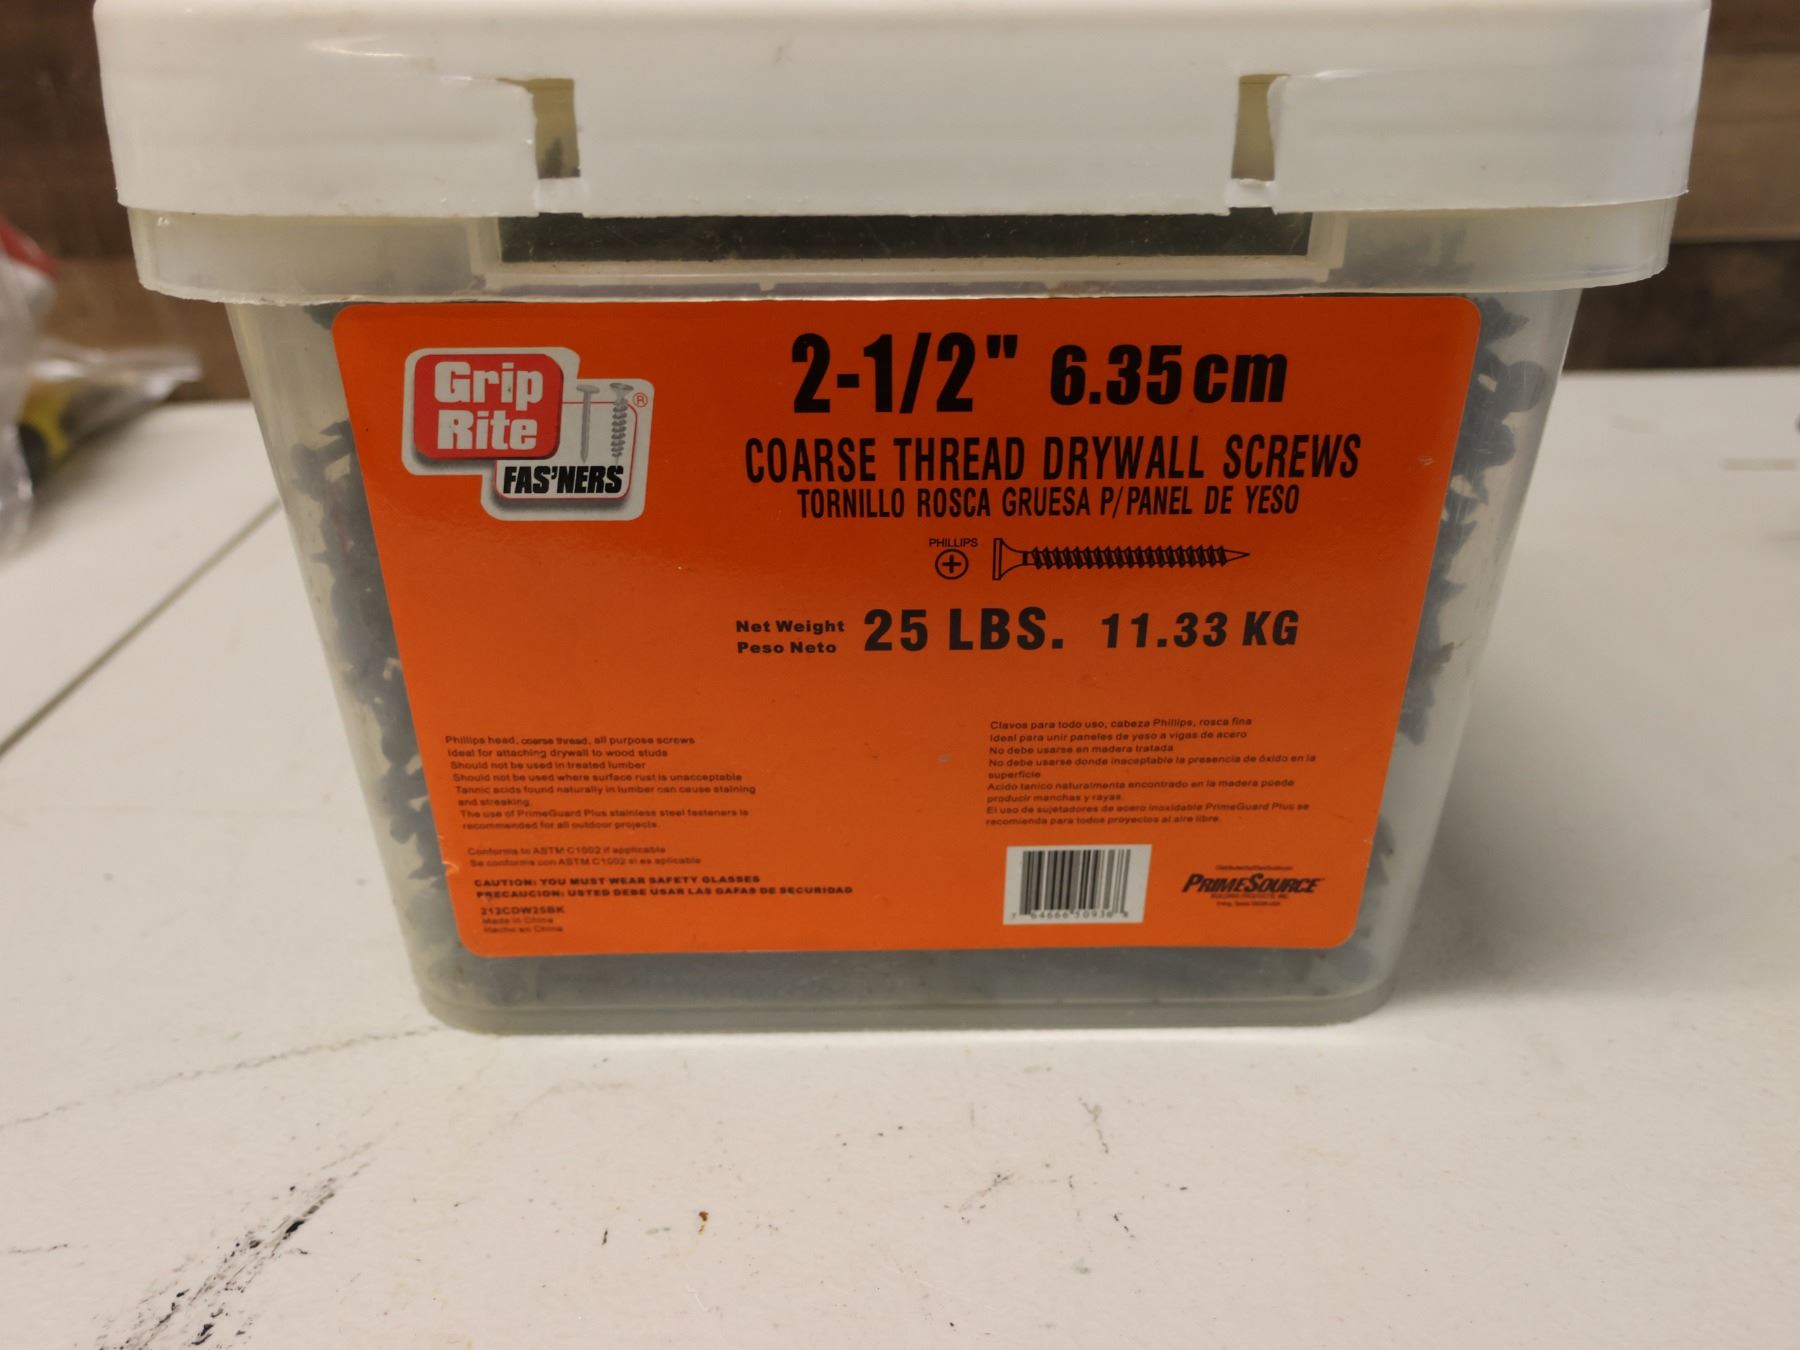 Grip
Rite
®
FAS'NERS
2-1/2" 6.35 cm
COARSE THREAD DRYWALL SCREWS
TORNILLO ROSCA GRUESA P/PANEL DE YESO
PHILLIPS
Net Weight
Peso Neto
25 LBS. 11.33 KG
Phillips head, coarse thread, all purpose screws
Ideal for attaching drywall to wood studs
Should not be used in treated lumber
Should not be used where surface rust is unacceptable
Tannic acids found naturally in lumber can cause staining
and streaking.
The use of PrimeGuard Plus stainless steel fasteners is
recommended for all outdoor projects.
Clavos para todo uso, cabeza Phillips, rosca fina
Ideal para unir paneles de yeso a vigas de acero
No debe usarse en madera tratada
No debe usarse donde inaceptable la presencia de óxido en la
superficie
Acido tanico naturalmente encontrado en la madera puede
producir manchas y rayas.
El uso de sujetadores de acero inoxidable PrimeGuard Plus se
recomienda para todos proyectos al aire libre.
Conforms to ASTM C1002 if applicable
Se conforma con ASTM C1002 si es aplicable
CAUTION: YOU MUST WEAR SAFETY GLASSES
PRECAUCION: USTED DEBE USAR LAS GAFAS DE SECURIDAD
212CDW25BK
Made in China
Hecho en China
7 64666 50936
PRIMESOURCE
BUILDING PRODUCTS, INC.